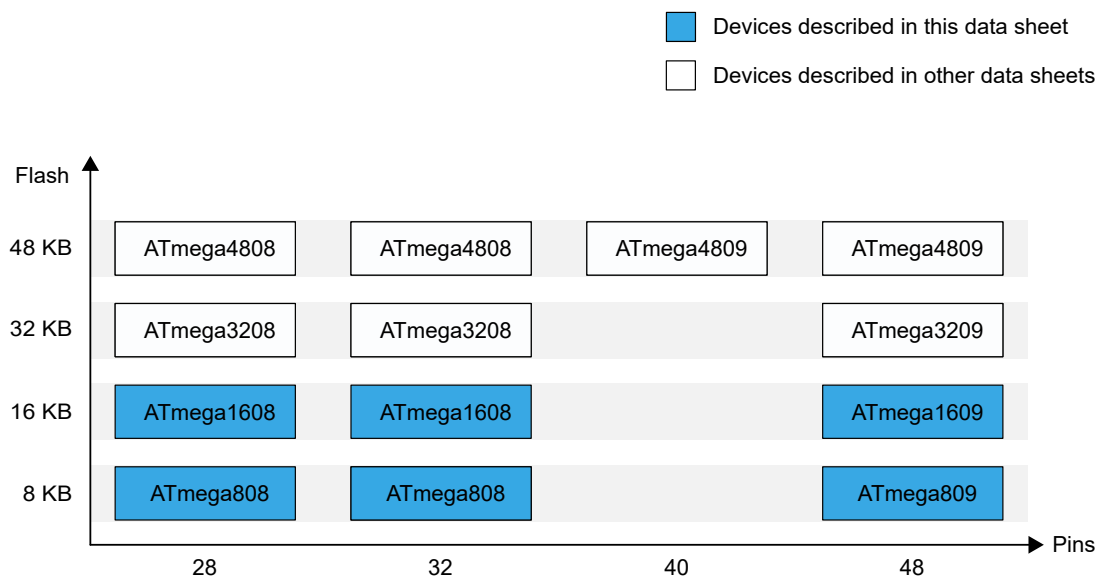 Devices described in this data sheet
Devices described in other data sheets
Flash
48 KB ATmega4808 ATmega4808 ATmega4809 ATmega4809
32 KB ATmega3208 ATmega3208 ATmega3209
16 KB ATmega1608 ATmega1608 ATmega1609
8 KB ATmega808 ATmega808 ATmega809
Pins
28 32 40 48